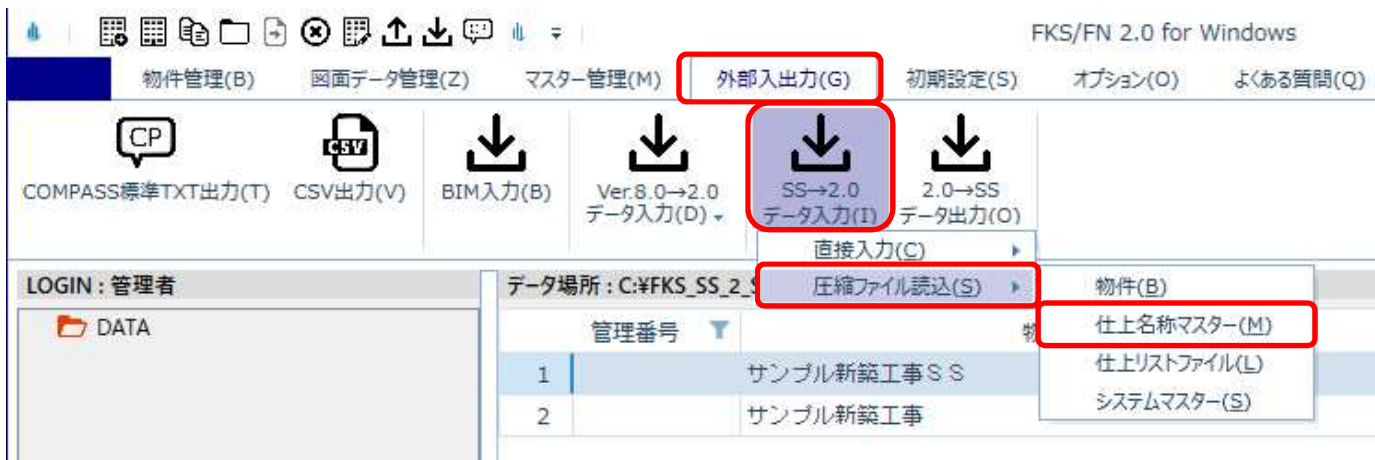 FKS/FN 2.0 for Windows
物件管理(B) 図面データ管理(Z) マスター管理(M) 外部入出力(G) 初期設定(S) オプション(O) よくある質問(Q)
CP
CSV
COMPASS標準TXT出力(T) CSV出力(V) BIM入力(B) Ver.8.0→2.0 SS→2.0 2.0→SS
データ入力(D) データ入力(I) データ出力(O)
直接入力(C)
LOGIN : 管理者 データ場所 : C:¥FKS_SS_2_S 圧縮ファイル読込(S) 物件(B)
DATA 管理番号 物 仕上名称マスター(M)
1 サンプル新築工事ＳＳ 仕上リストファイル(L)
2 サンプル新築工事 システムマスター(S)